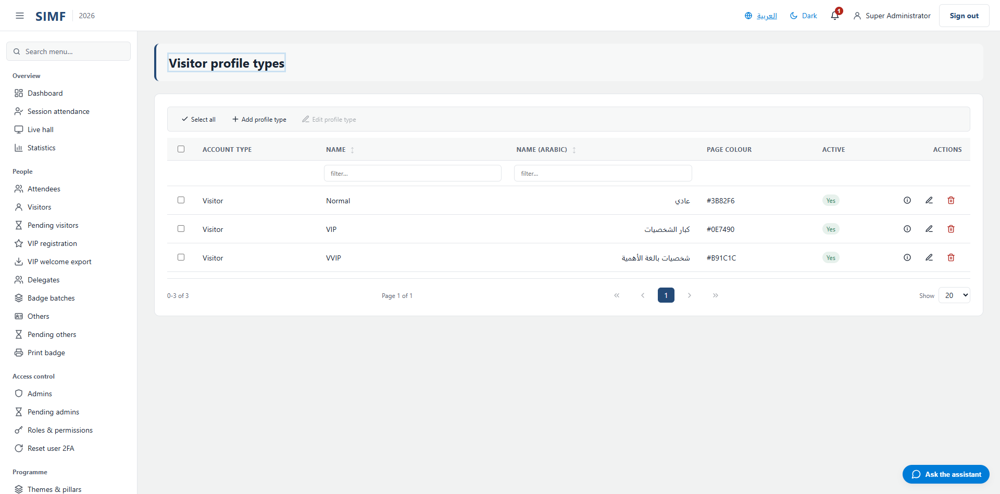 SIMF 2026
العربية Dark 1 Super Administrator Sign out
Search menu...
Overview
Dashboard
Session attendance
Live hall
Statistics
People
Attendees
Visitors
Pending visitors
VIP registration
VIP welcome export
Delegates
Badge batches
Others
Pending others
Print badge
Access control
Admins
Pending admins
Roles & permissions
Reset user 2FA
Programme
Themes & pillars
Visitor profile types
Select all Add profile type Edit profile type
ACCOUNT TYPE NAME NAME (ARABIC) PAGE COLOUR ACTIVE ACTIONS
filter... filter...
Visitor Normal عادي #3B82F6 Yes
Visitor VIP كبار الشخصيات #0E7490 Yes
Visitor VVIP شخصيات بالغة الأهمية #B91C1C Yes
0-3 of 3 Page 1 of 1 « ‹ 1 › » Show 20
Ask the assistant